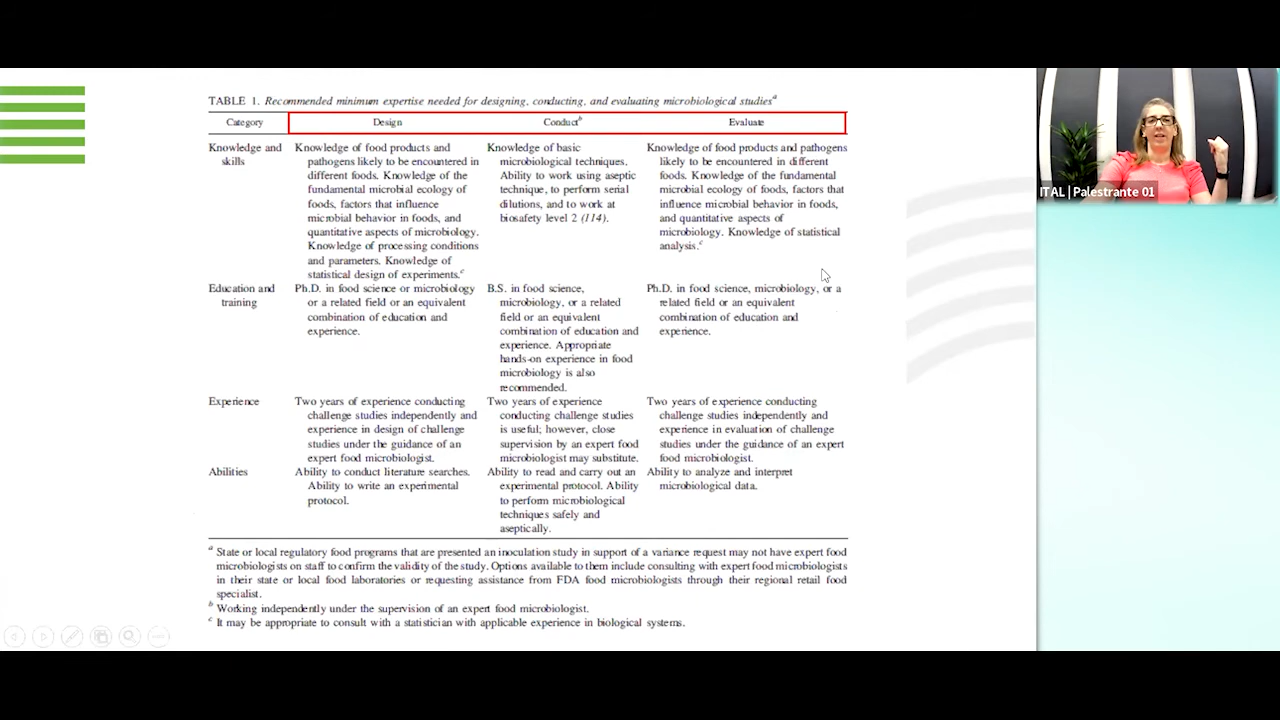 TABLE 1. Recommended minimum expertise needed for designing, conducting, and evaluating microbiological studiesa
Category Design Conductb Evaluate
Knowledge and
skills
Knowledge of food products and
pathogens likely to be encountered in
different foods. Knowledge of the
fundamental microbial ecology of
foods, factors that influence
microbial behavior in foods, and
quantitative aspects of microbiology.
Knowledge of processing conditions
and parameters. Knowledge of
statistical design of experiments.c
Knowledge of basic
microbiological techniques.
Ability to work using aseptic
technique, to perform serial
dilutions, and to work at
biosafety level 2 (114).
Knowledge of food products and pathogens
likely to be encountered in different
foods. Knowledge of the fundamental
microbial ecology of foods, factors that
influence microbial behavior in foods,
and quantitative aspects of
microbiology. Knowledge of statistical
analysis.c
Education and
training
Ph.D. in food science or microbiology
or a related field or an equivalent
combination of education and
experience.
B.S. in food science,
microbiology, or a related
field or an equivalent
combination of education and
experience. Appropriate
hands-on experience in food
microbiology is also
recommended.
Ph.D. in food science, microbiology, or a
related field or an equivalent
combination of education and
experience.
Experience
Two years of experience conducting
challenge studies independently and
experience in design of challenge
studies under the guidance of an
expert food microbiologist.
Two years of experience
conducting challenge studies
is useful; however, close
supervision by an expert food
microbiologist may substitute.
Two years of experience conducting
challenge studies independently and
experience in evaluation of challenge
studies under the guidance of an expert
food microbiologist.
Abilities
Ability to conduct literature searches.
Ability to write an experimental
protocol.
Ability to read and carry out an
experimental protocol. Ability
to perform microbiological
techniques safely and
aseptically.
Ability to analyze and interpret
microbiological data.
a State or local regulatory food programs that are presented an inoculation study in support of a variance request may not have expert food
microbiologists on staff to confirm the validity of the study. Options available to them include consulting with expert food microbiologists
in their state or local food laboratories or requesting assistance from FDA food microbiologists through their regional retail food
specialist.
b Working independently under the supervision of an expert food microbiologist.
c It may be appropriate to consult with a statistician with applicable experience in biological systems.
ITAL | Palestrante 01